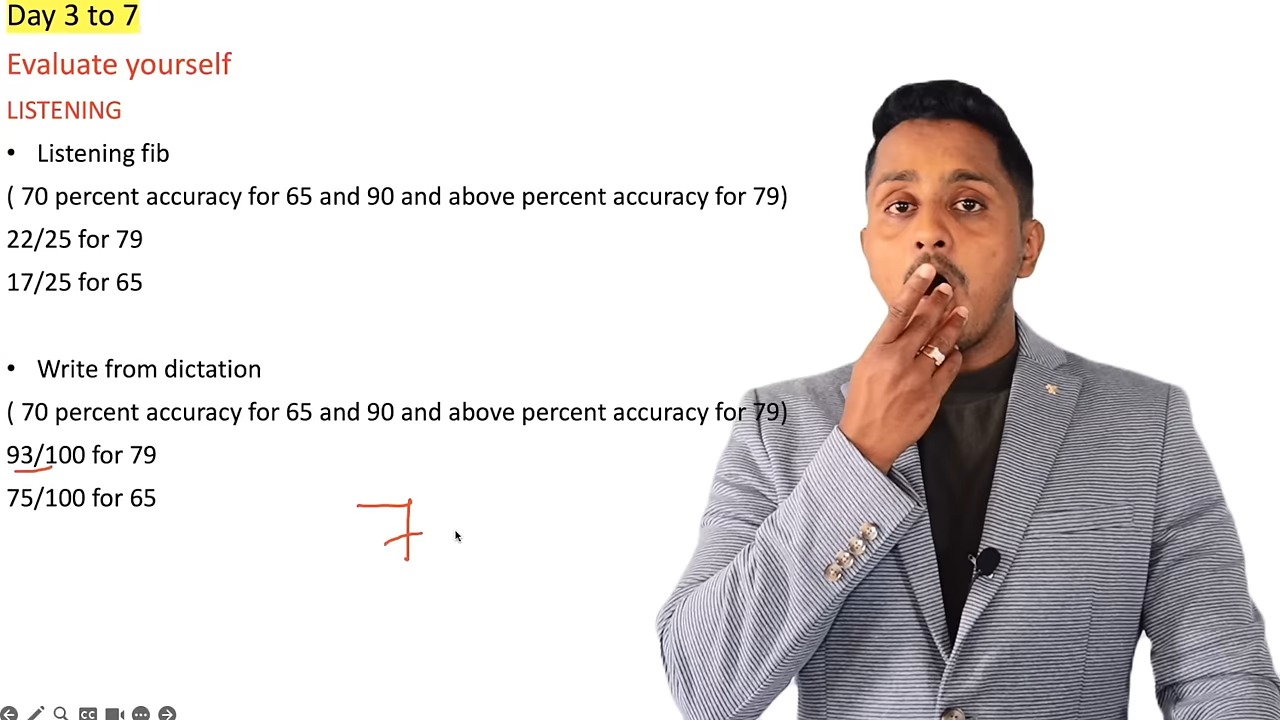 Day 3 to 7
Evaluate yourself
LISTENING
• Listening fib
( 70 percent accuracy for 65 and 90 and above percent accuracy for 79)
22/25 for 79
17/25 for 65
• Write from dictation
( 70 percent accuracy for 65 and 90 and above percent accuracy for 79)
93/100 for 79
75/100 for 65
7